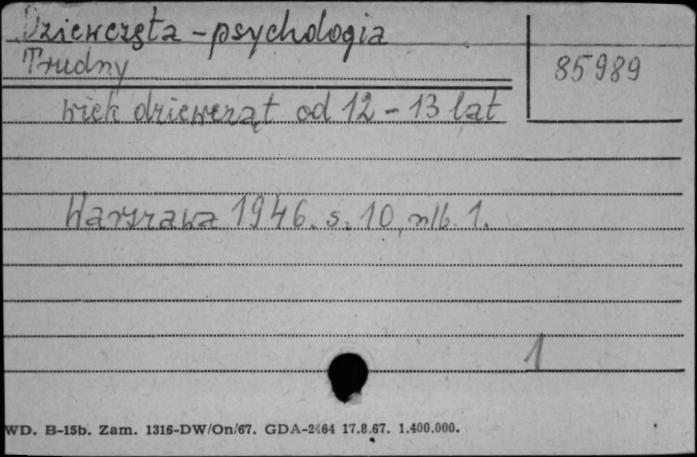 Dziewczęta - psychologia
Trudny
85989
wiek dziewcząt od 12 - 13 lat
Warszawa 1946. s. 10, nlb. 1.
1
WD. B-15b. Zam. 1316-DW/On/67. GDA-2464 17.8.67. 1.400.000.